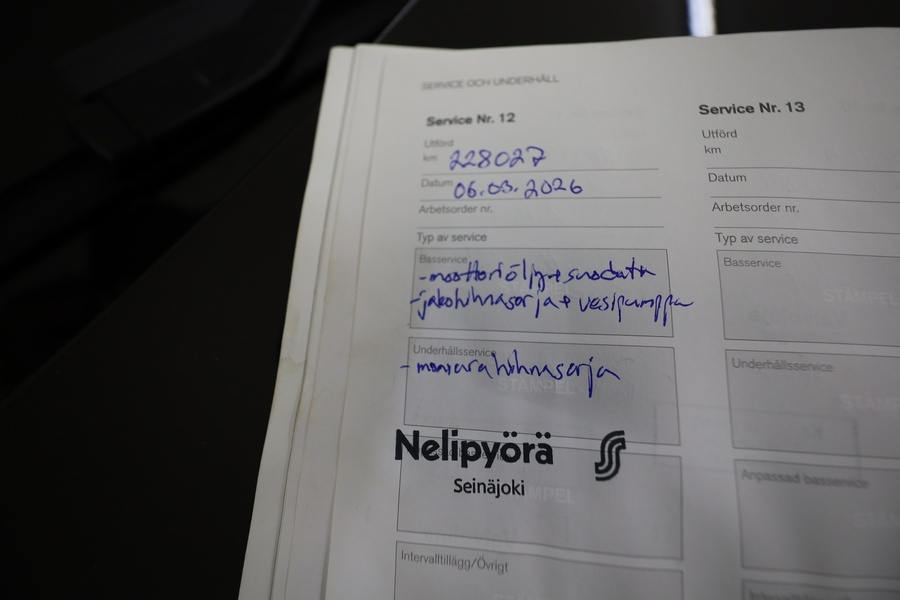 SERVICE OCH UNDERHÅLL
Service Nr. 12
Utförd
km 228027
Datum 06.03.2026
Arbetsorder nr.
Typ av service
Basservice
-moottoriöljy+suodatin
-jakohihnasarja+vesipumppu
Underhållsservice
-moniurahihnasarja
STÄMPEL
Nelipyörä
Seinäjoki
Intervalltillägg/Övrigt
Service Nr. 13
Utförd
km
Datum
Arbetsorder nr.
Typ av service
Basservice
STÄMPEL
Underhållsservice
Anpassad basservice